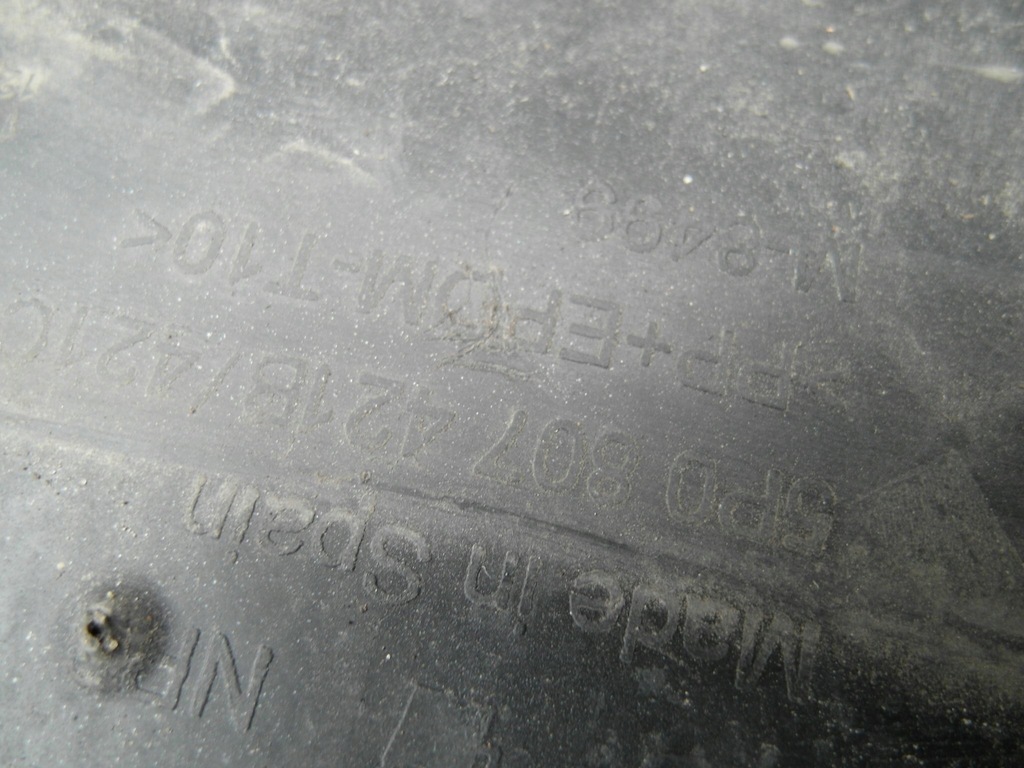 Made in Spain
5P0 807 421B/421C
>PP+EPDM-T10<